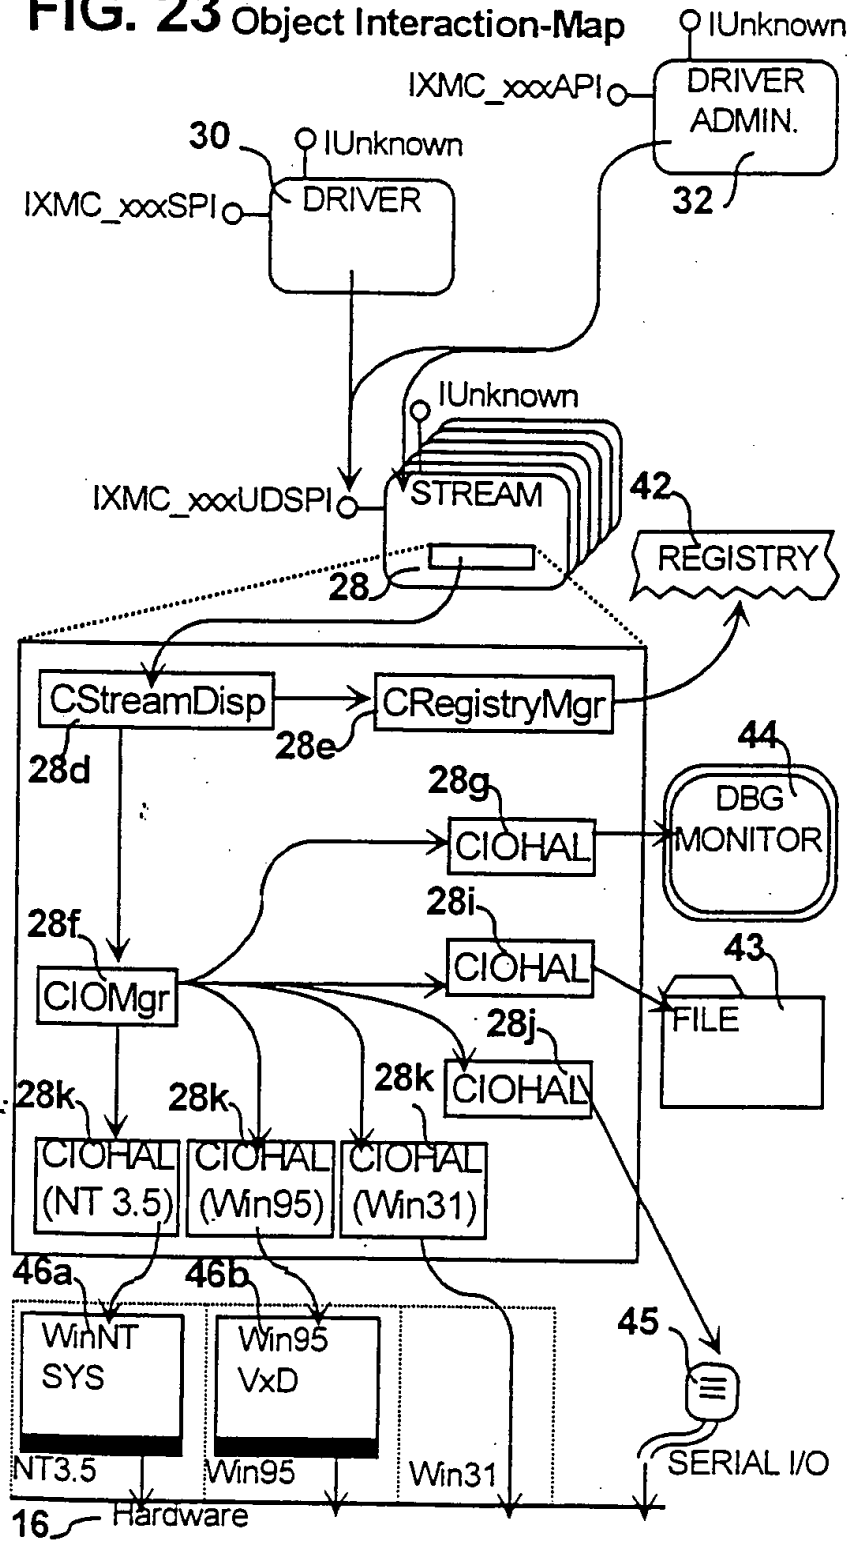 FIG. 23 Object Interaction-Map
IUnknown
IXMC_xxxAPI
DRIVER
ADMIN.
32
30
IUnknown
IXMC_xxxSPI
DRIVER
IUnknown
IXMC_xxxUDSPI
STREAM
28
42
REGISTRY
CStreamDisp
28d
CRegistryMgr
28e
44
DBG
MONITOR
28g
CIOHAL
28i
CIOHAL
43
FILE
28f
CIOMgr
28j
CIOHAL
28k
28k
28k
CIOHAL
(NT 3.5)
CIOHAL
(Win95)
CIOHAL
(Win31)
46a
46b
WinNT
SYS
Win95
VxD
45
NT3.5
Win95
Win31
SERIAL I/O
16
Hardware